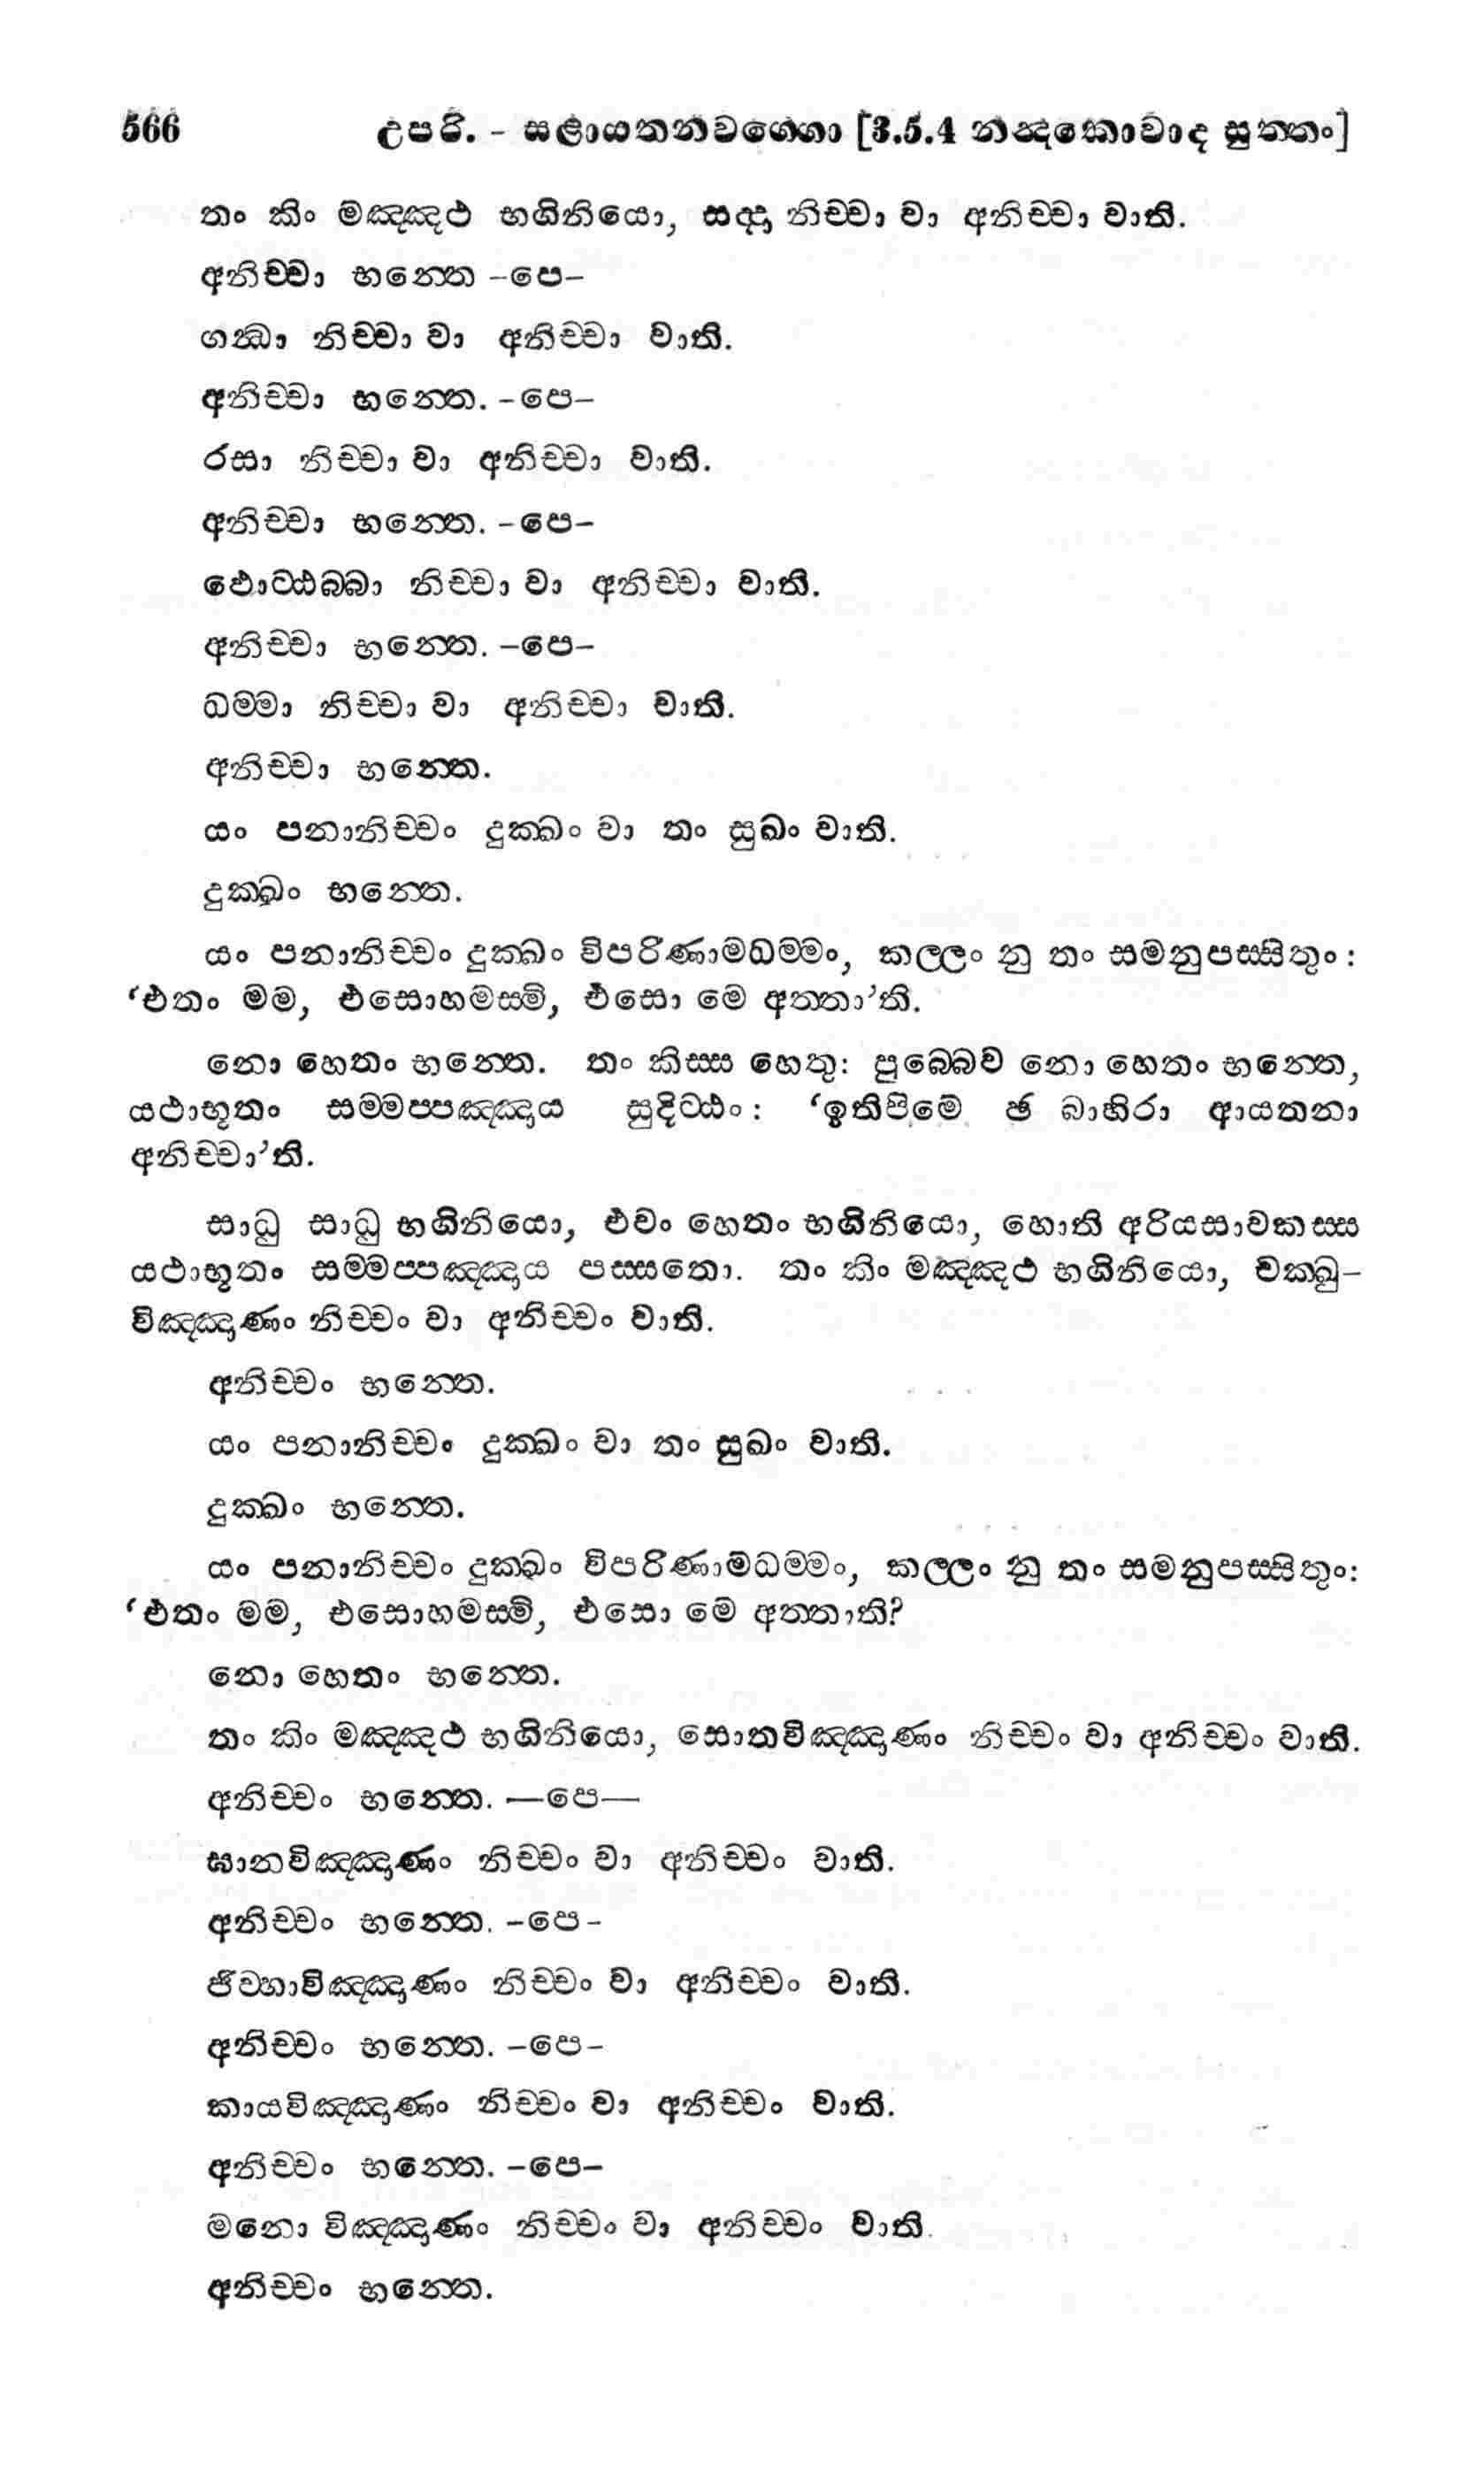 566 උපරි. - සළායතනවග්ගො [3.5.4 නන්දකොවාද සුත්තං]
තං කිං මඤ්ඤථ භගිනියො, සද්දා නිච්චා වා අනිච්චා වාති.
අනිච්චා භන්තෙ –පෙ–
ගන්ධා නිච්චා වා අනිච්චා වාති.
අනිච්චා භන්තෙ. –පෙ–
රසා නිච්චා වා අනිච්චා වාති.
අනිච්චා භන්තෙ. –පෙ–
ඵොට්ඨබ්බා නිච්චා වා අනිච්චා වාති.
අනිච්චා භන්තෙ. –පෙ–
ධම්මා නිච්චා වා අනිච්චා වාති.
අනිච්චා භන්තෙ.
යං පනානිච්චං දුක්ඛං වා තං සුඛං වාති.
දුක්ඛං භන්තෙ.
යං පනානිච්චං දුක්ඛං විපරිණාමධම්මං, කල්ලං නු තං සමනුපස්සිතුං :
‘එතං මම, එසොහමස්මි, එසො මෙ අත්තා’ති.
නො හෙතං භන්තෙ. තං කිස්ස හෙතු: පුබ්බෙව නො හෙතං භන්තෙ,
යථාභූතං සම්මප්පඤ්ඤාය සුදිට්ඨං : ‘ඉතිපිමේ ඡ බාහිරා ආයතනා
අනිච්චා’ති.
සාධු සාධු භගිනියො, එවං හෙතං භගිනියො, හොති අරියසාවකස්ස
යථාභූතං සම්මප්පඤ්ඤාය පස්සතො. තං කිං මඤ්ඤථ භගිනියො, චක්ඛු–
විඤ්ඤාණං නිච්චං වා අනිච්චං වාති.
අනිච්චං භන්තෙ.
යං පනානිච්චං දුක්ඛං වා තං සුඛං වාති.
දුක්ඛං භන්තෙ.
යං පනානිච්චං දුක්ඛං විපරිණාමධම්මං, කල්ලං නු තං සමනුපස්සිතුං:
‘එතං මම, එසොහමස්මි, එසො මෙ අත්තාති?
නො හෙතං භන්තෙ.
තං කිං මඤ්ඤථ භගිනියො, සොතවිඤ්ඤාණං නිච්චං වා අනිච්චං වාති.
අනිච්චං භන්තෙ. —පෙ—
ඝානවිඤ්ඤාණං නිච්චං වා අනිච්චං වාති.
අනිච්චං භන්තෙ. –පෙ–
ජිව්හාවිඤ්ඤාණං නිච්චං වා අනිච්චං වාති.
අනිච්චං භන්තෙ. –පෙ–
කායවිඤ්ඤාණං නිච්චං වා අනිච්චං වාති.
අනිච්චං භන්තෙ. –පෙ–
මනො විඤ්ඤාණං නිච්චං වා අනිච්චං වාති.
අනිච්චං භන්තෙ.